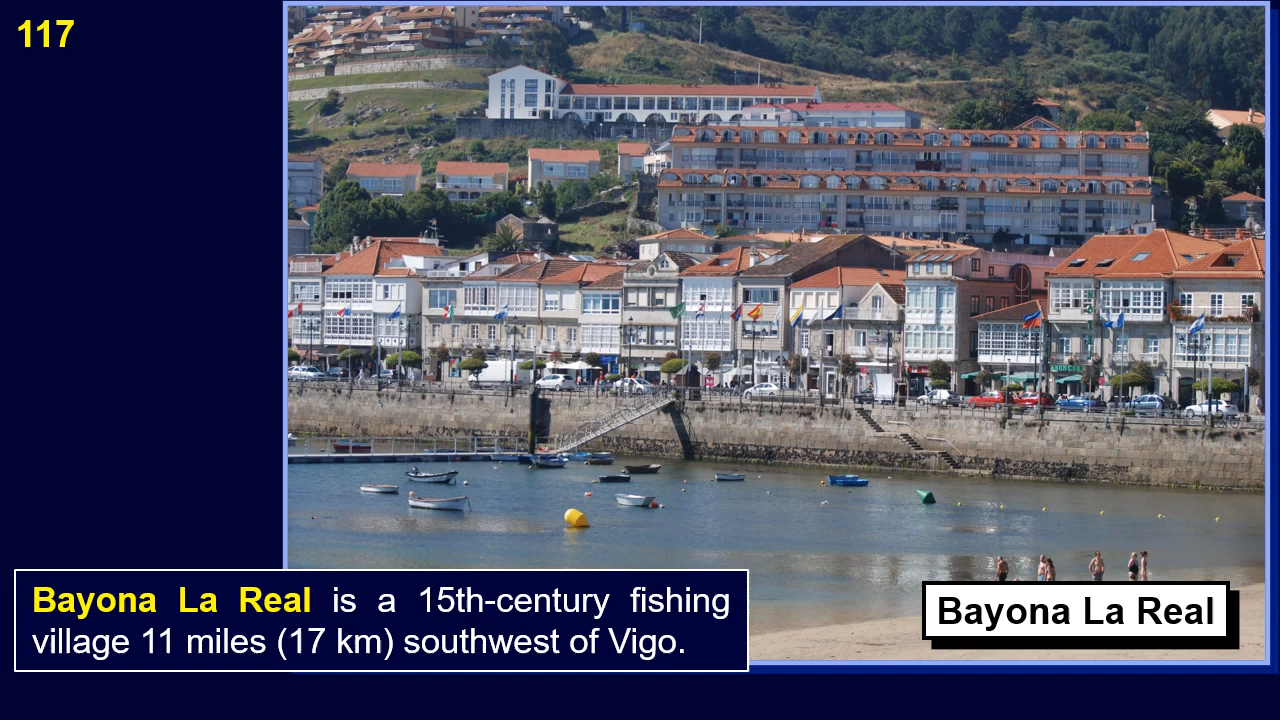 117
Bayona La Real is a 15th-century fishing
village 11 miles (17 km) southwest of Vigo.
Bayona La Real